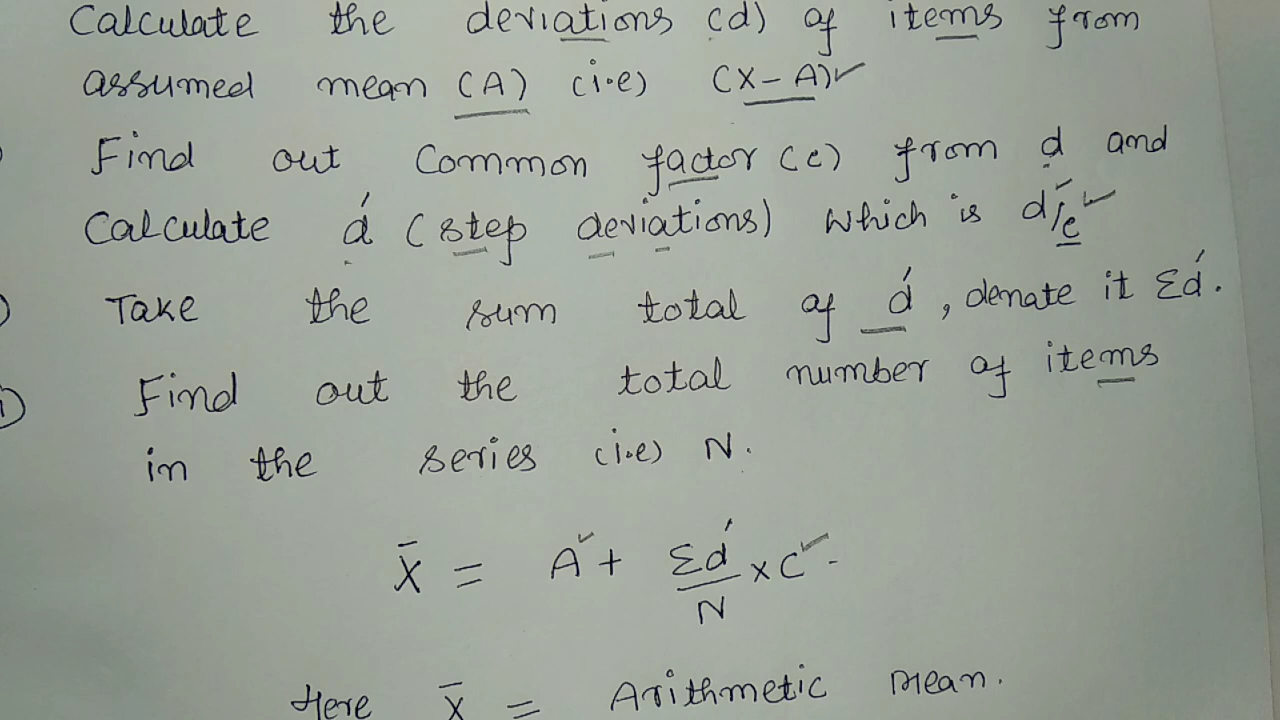 Calculate the deviations (d) of items from
assumed mean (A) (i.e) (X-A)✓
Find out Common factor (c) from d and
Calculate d́ (step deviations) which is d/c✓
) Take the sum total of d́, denate it Σd́.
) Find out the total number of items
in the series (i.e) N.
X̄ = A✓ + Σd́/N × C✓.
Here X̄ = Arithmetic Mean.